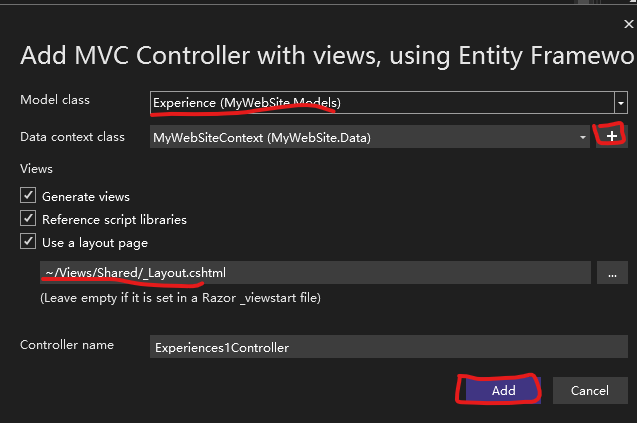 Add MVC Controller with views, using Entity Framewo
Model class
Experience (MyWebSite.Models)
Data context class
MyWebSiteContext (MyWebSite.Data)
+
Views
Generate views
Reference script libraries
Use a layout page
~/Views/Shared/_Layout.cshtml
...
(Leave empty if it is set in a Razor _viewstart file)
Controller name
Experiences1Controller
Add
Cancel